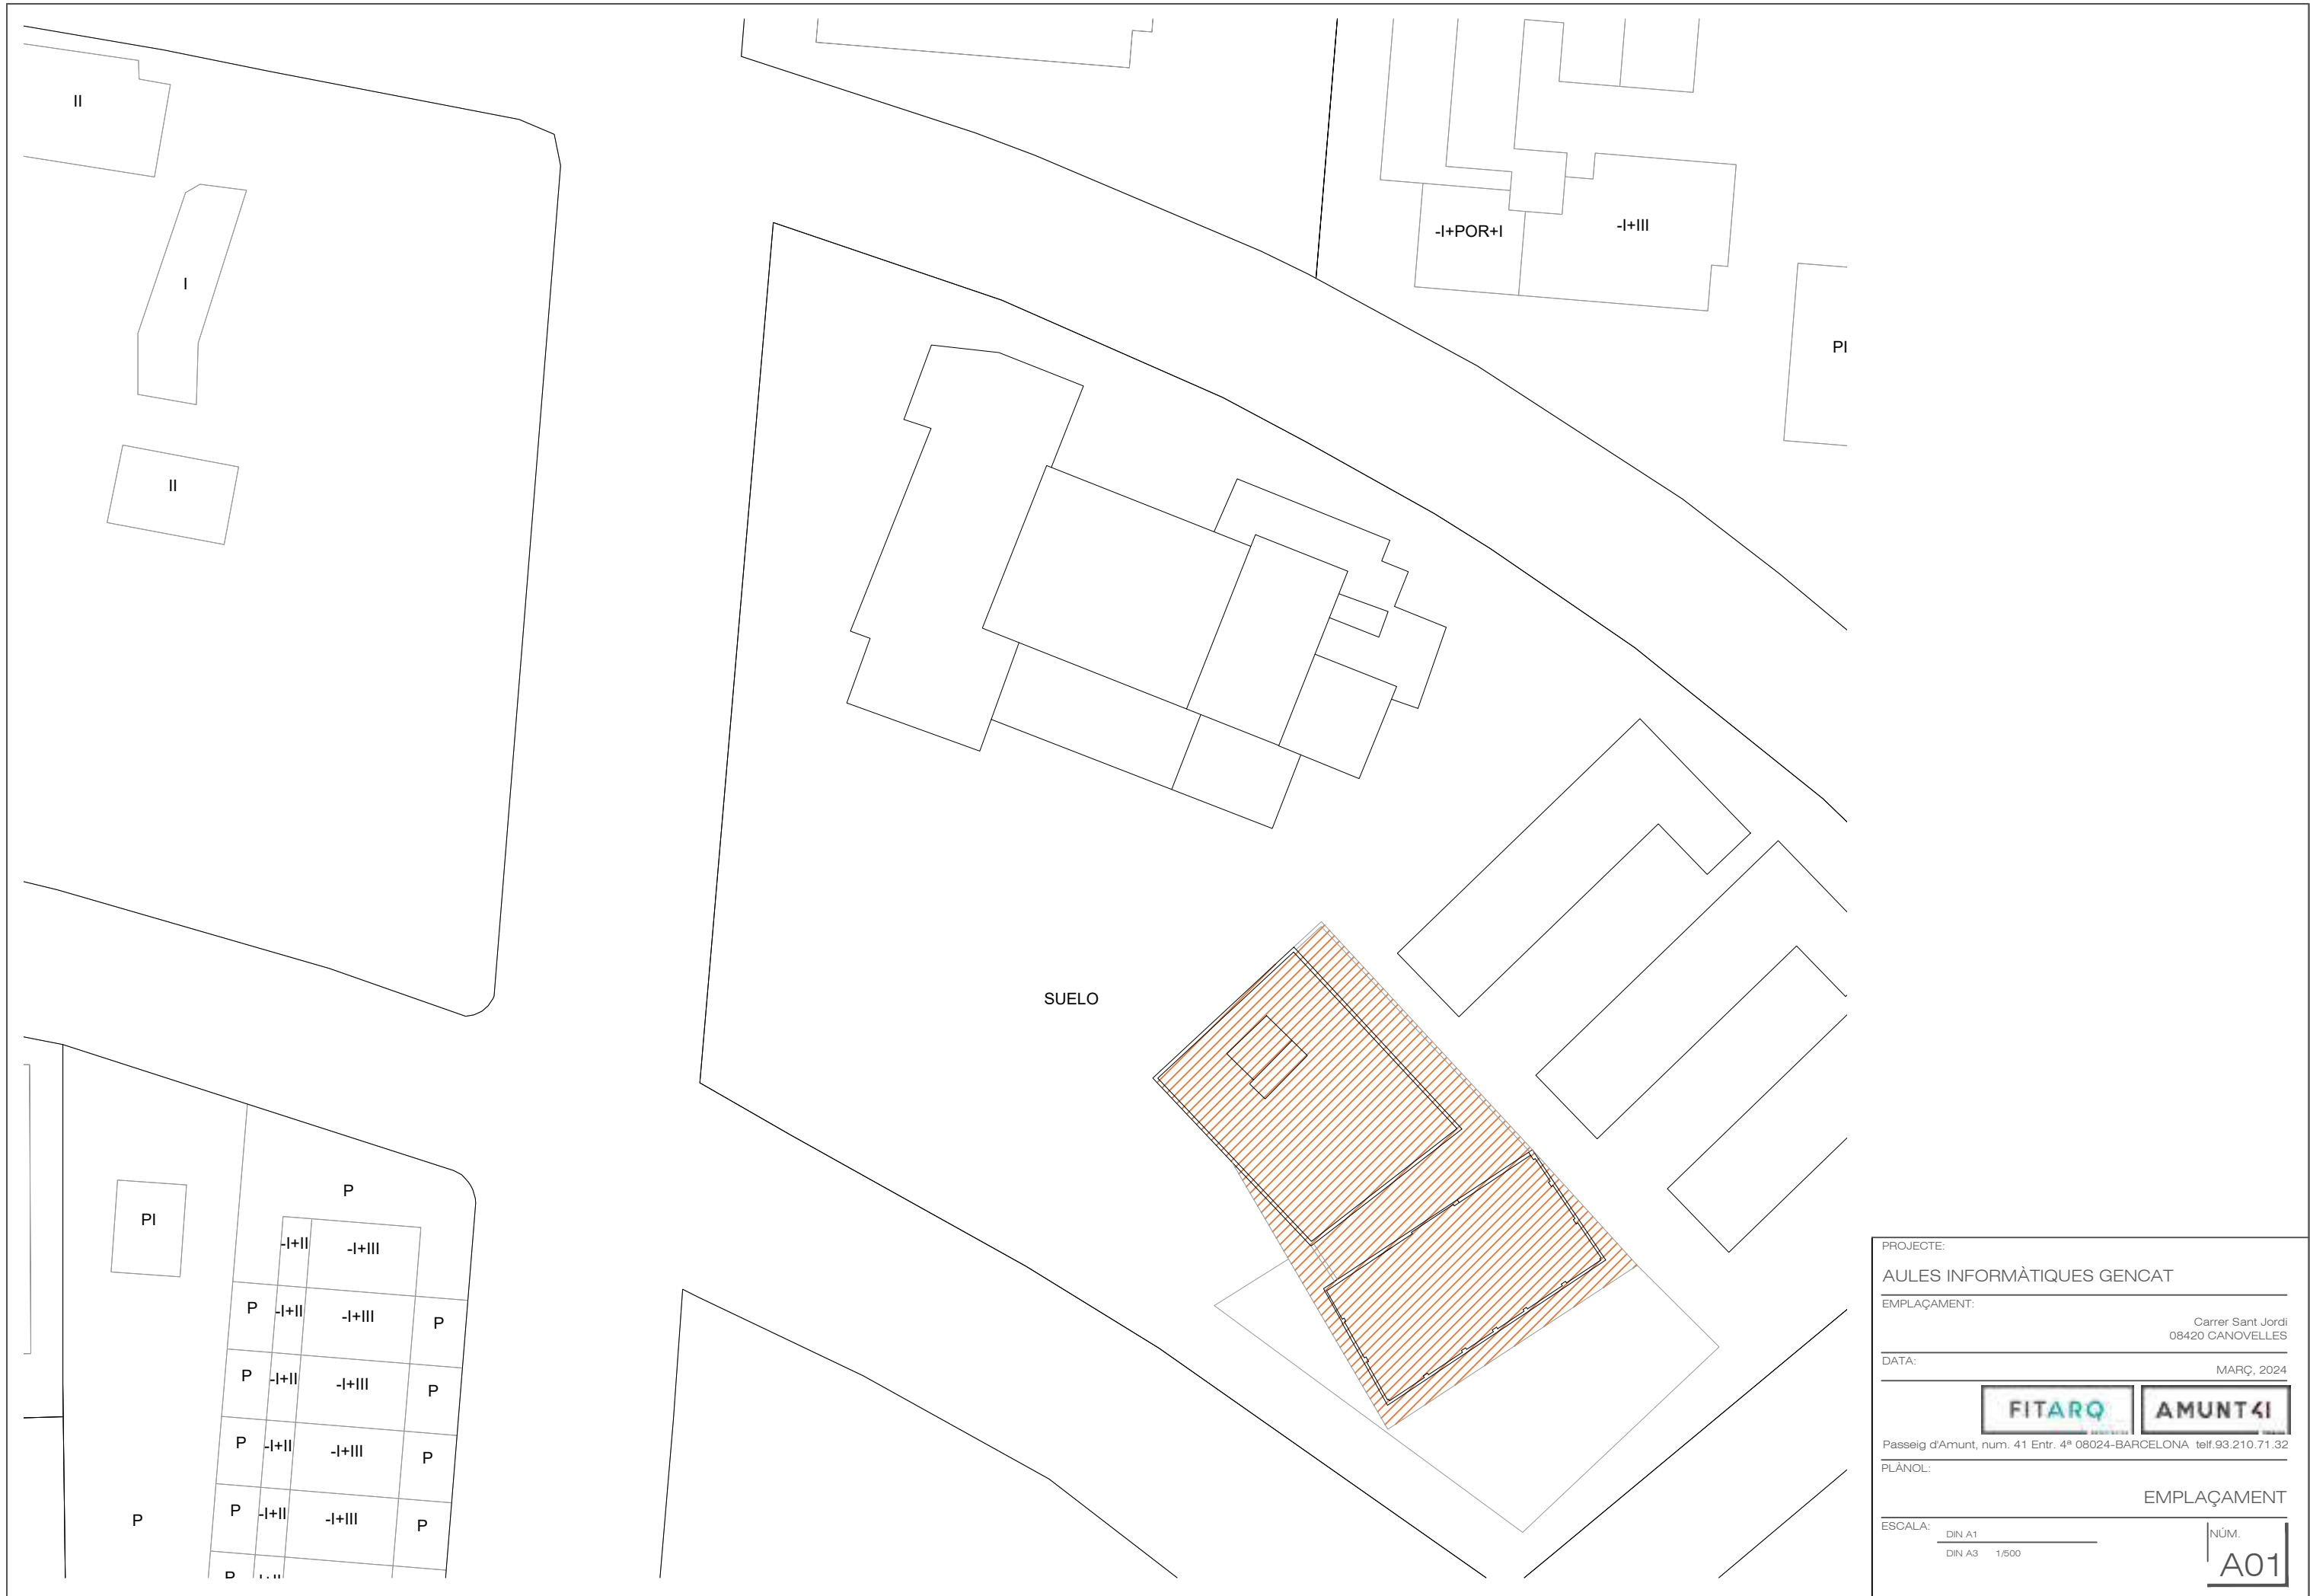 II
I
II
-I+POR+I
-I+III
PI
SUELO
P
PI
-I+II -I+III
P -I+II -I+III P
P -I+II -I+III P
P -I+II -I+III P
P P -I+II -I+III P
P -I+II
PROJECTE:
AULES INFORMÀTIQUES GENCAT
EMPLAÇAMENT:
Carrer Sant Jordi
08420 CANOVELLES
DATA:
MARÇ, 2024
FITARQ AMUNT41
Passeig d'Amunt, num. 41 Entr. 4ª 08024-BARCELONA telf.93.210.71.32
PLÀNOL:
EMPLAÇAMENT
ESCALA:
DIN A1
DIN A3 1/500
NÚM.
A01